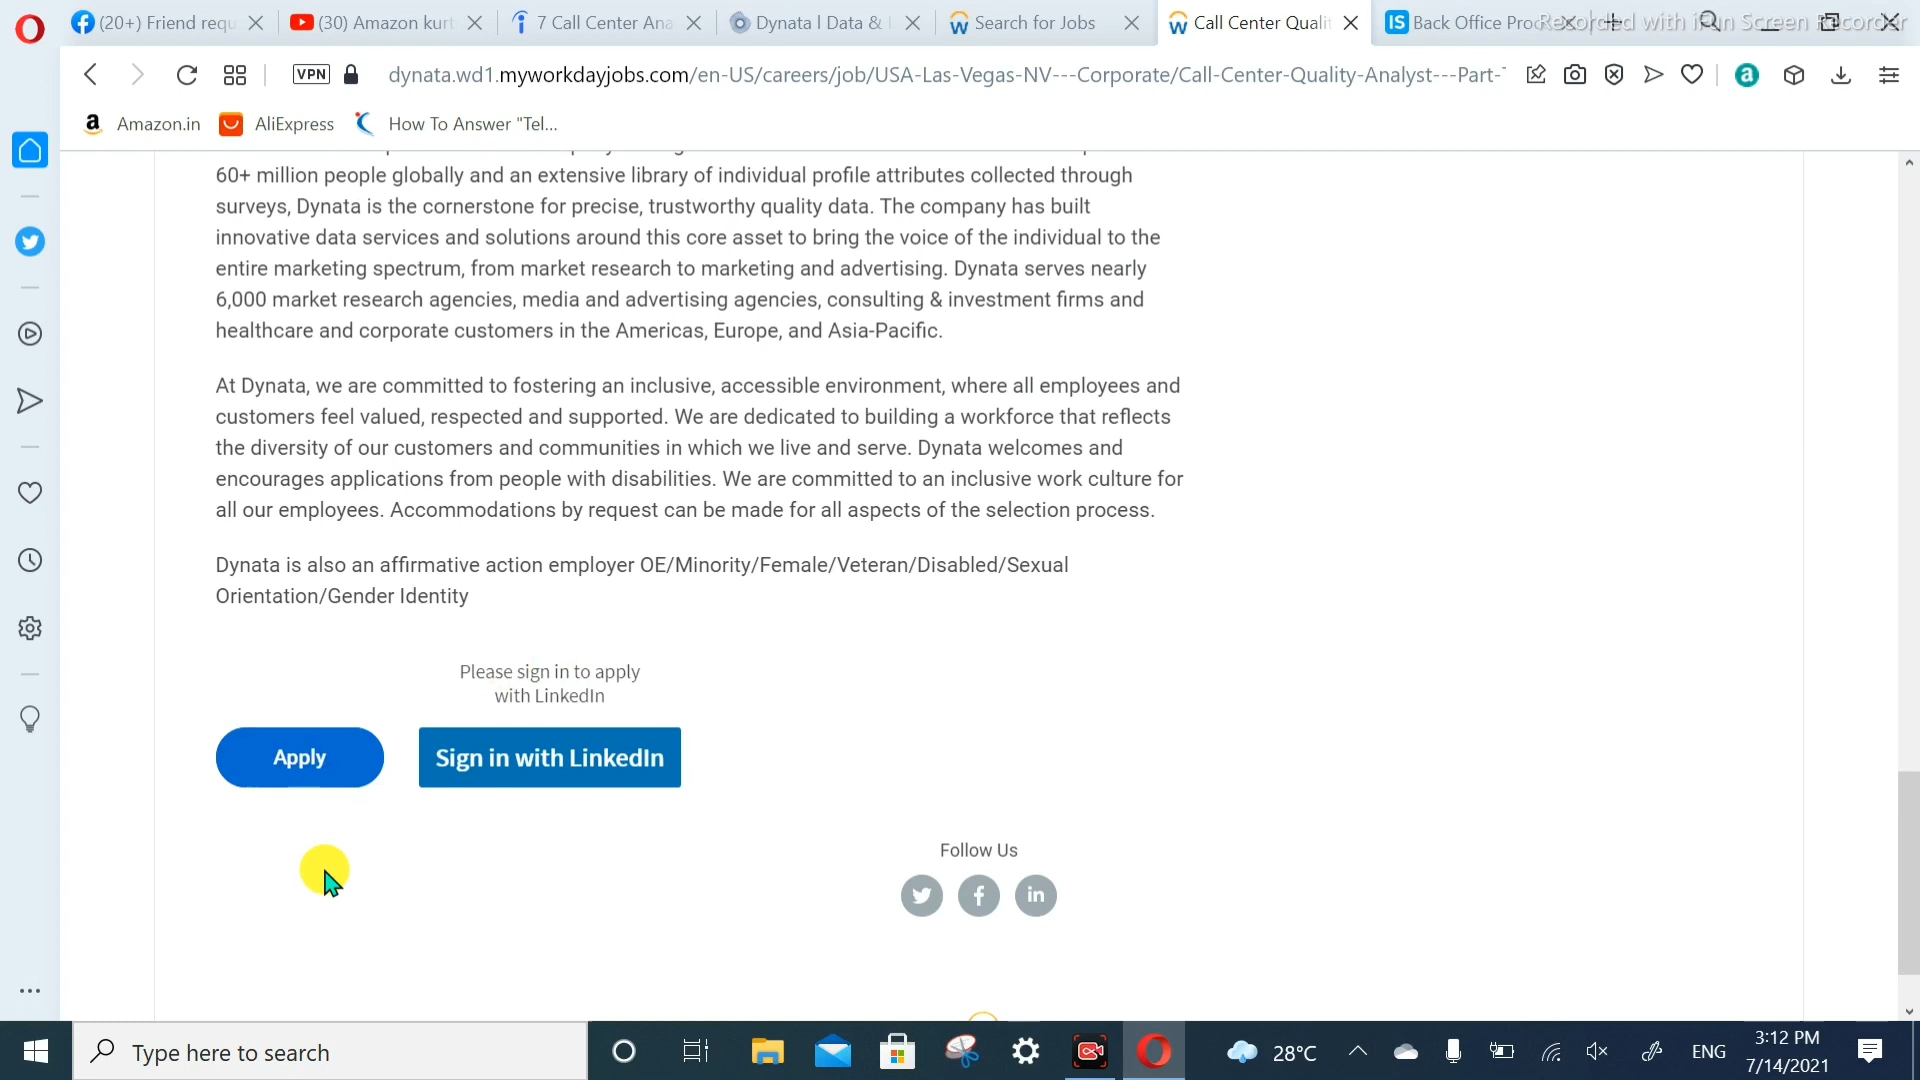 (20+) Friend requ
(30) Amazon kurt
7 Call Center Ana
Dynata | Data &
Search for Jobs
Call Center Qualit
IS Back Office Proc
Recorded with iFun Screen Recorder
VPN
dynata.wd1.myworkdayjobs.com/en-US/careers/job/USA-Las-Vegas-NV---Corporate/Call-Center-Quality-Analyst---Part-T
a Amazon.in
AliExpress
How To Answer "Tel...
60+ million people globally and an extensive library of individual profile attributes collected through
surveys, Dynata is the cornerstone for precise, trustworthy quality data. The company has built
innovative data services and solutions around this core asset to bring the voice of the individual to the
entire marketing spectrum, from market research to marketing and advertising. Dynata serves nearly
6,000 market research agencies, media and advertising agencies, consulting & investment firms and
healthcare and corporate customers in the Americas, Europe, and Asia-Pacific.
At Dynata, we are committed to fostering an inclusive, accessible environment, where all employees and
customers feel valued, respected and supported. We are dedicated to building a workforce that reflects
the diversity of our customers and communities in which we live and serve. Dynata welcomes and
encourages applications from people with disabilities. We are committed to an inclusive work culture for
all our employees. Accommodations by request can be made for all aspects of the selection process.
Dynata is also an affirmative action employer OE/Minority/Female/Veteran/Disabled/Sexual
Orientation/Gender Identity
Please sign in to apply
with LinkedIn
Apply
Sign in with LinkedIn
Follow Us
Type here to search
28°C
ENG
3:12 PM
7/14/2021